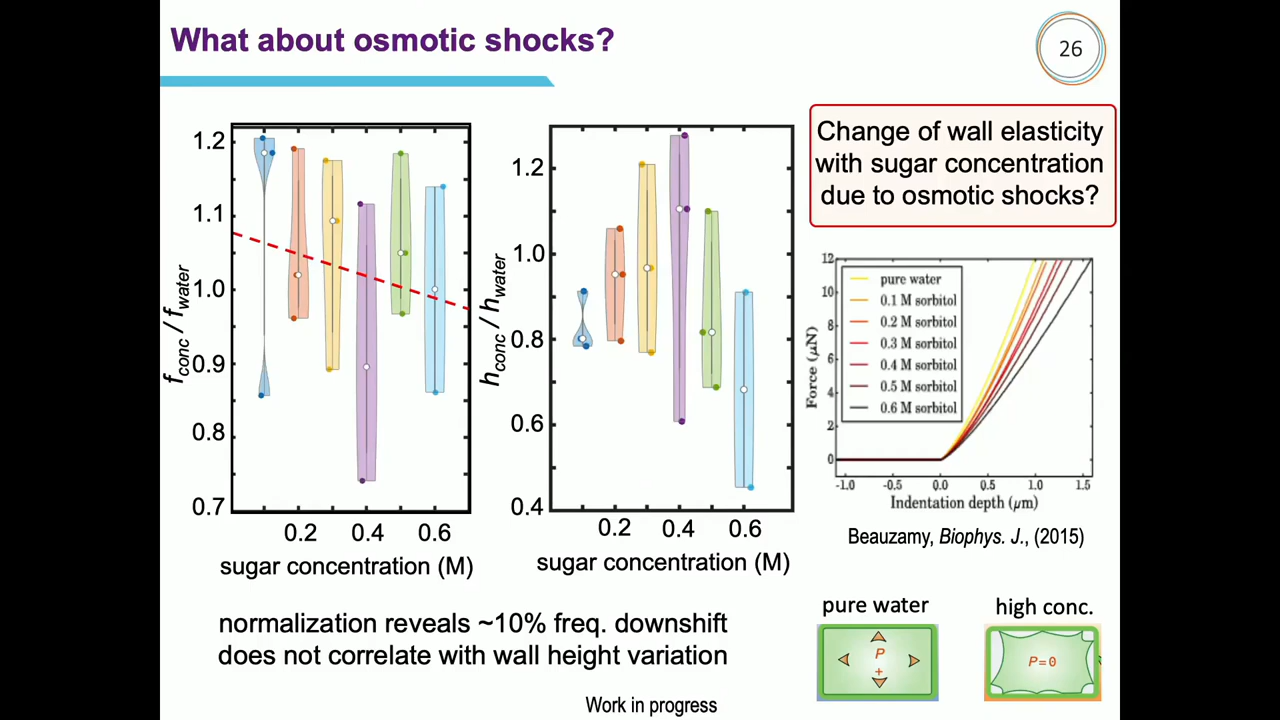 What about osmotic shocks?
26
1.2
1.1
1.0
0.9
0.8
0.7
f_conc / f_water
0.2 0.4 0.6
sugar concentration (M)
1.2
1.0
0.8
0.6
0.4
h_conc / h_water
0.2 0.4 0.6
sugar concentration (M)
Change of wall elasticity
with sugar concentration
due to osmotic shocks?
12
10
8
6
4
2
0
Force (μN)
pure water
0.1 M sorbitol
0.2 M sorbitol
0.3 M sorbitol
0.4 M sorbitol
0.5 M sorbitol
0.6 M sorbitol
-1.0 -0.5 0.0 0.5 1.0 1.5
Indentation depth (μm)
Beauzamy, Biophys. J., (2015)
normalization reveals ~10% freq. downshift
does not correlate with wall height variation
pure water
P
+
high conc.
P=0
Work in progress